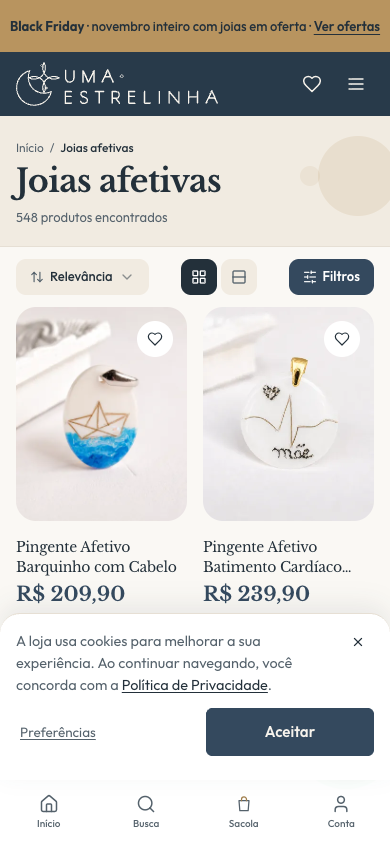 Black Friday · novembro inteiro com joias em oferta · Ver ofertas
UMA
ESTRELINHA
Início / Joias afetivas
Joias afetivas
548 produtos encontrados
Relevância
Filtros
mãe
Pingente Afetivo
Barquinho com Cabelo
R$ 209,90
Pingente Afetivo
Batimento Cardíaco...
R$ 239,90
A loja usa cookies para melhorar a sua
experiência. Ao continuar navegando, você
concorda com a Política de Privacidade.
Preferências
Aceitar
Início
Busca
Sacola
Conta